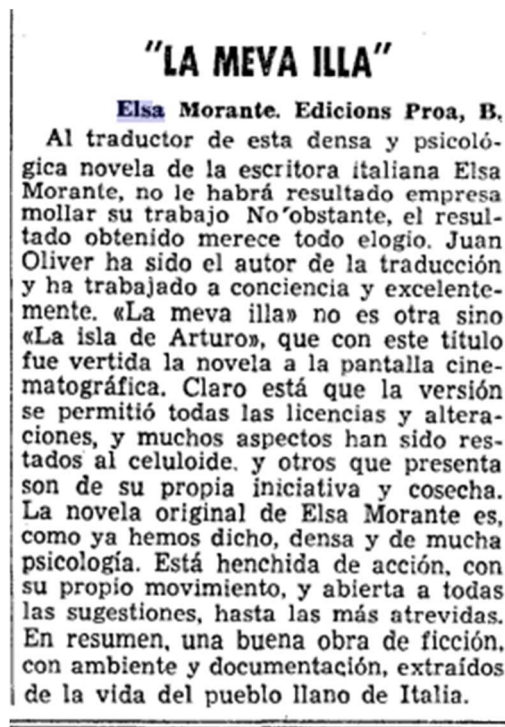 "LA MEVA ILLA"
Elsa Morante. Edicions Proa, B.
Al traductor de esta densa y psicoló-
gica novela de la escritora italiana Elsa
Morante, no le habrá resultado empresa
mollar su trabajo No obstante, el resul-
tado obtenido merece todo elogio. Juan
Oliver ha sido el autor de la traducción
y ha trabajado a conciencia y excelente-
mente. «La meva illa» no es otra sino
«La isla de Arturo», que con este título
fue vertida la novela a la pantalla cine-
matográfica. Claro está que la versión
se permitió todas las licencias y altera-
ciones, y muchos aspectos han sido res-
tados al celuloide. y otros que presenta
son de su propia iniciativa y cosecha.
La novela original de Elsa Morante es,
como ya hemos dicho, densa y de mucha
psicología. Está henchida de acción, con
su propio movimiento, y abierta a todas
las sugestiones, hasta las más atrevidas.
En resumen, una buena obra de ficción,
con ambiente y documentación, extraídos
de la vida del pueblo llano de Italia.